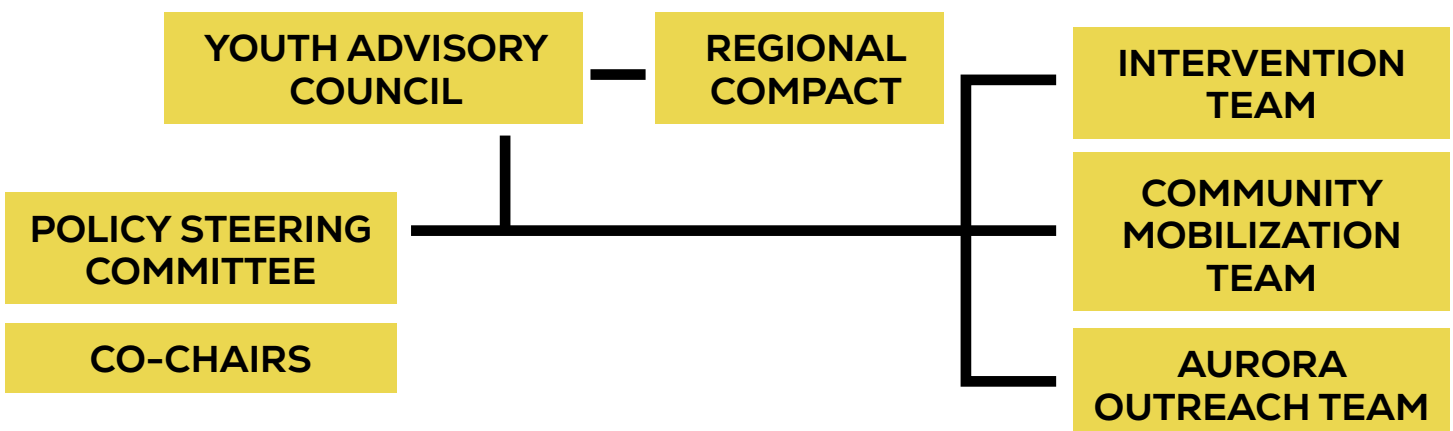 YOUTH ADVISORY
COUNCIL
REGIONAL
COMPACT
POLICY STEERING
COMMITTEE
CO-CHAIRS
INTERVENTION
TEAM
COMMUNITY
MOBILIZATION
TEAM
AURORA
OUTREACH TEAM